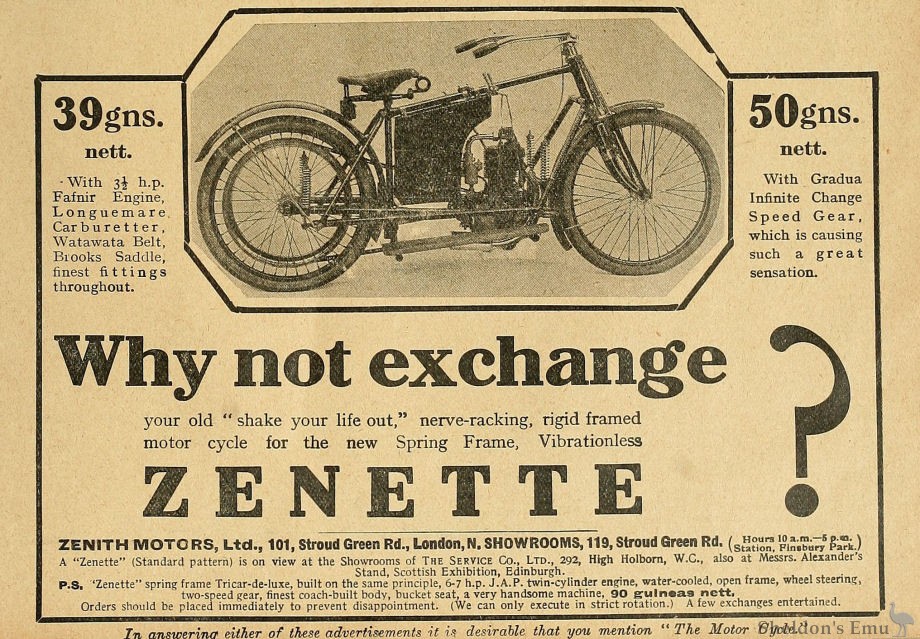 39gns.
nett.
With 3½ h.p.
Fafnir Engine,
Longuemare
Carburetter,
Watawata Belt,
Brooks Saddle,
finest fittings
throughout.
50gns.
nett.
With Gradua
Infinite Change
Speed Gear,
which is causing
such a great
sensation.
Why not exchange ?
your old "shake your life out," nerve-racking, rigid framed
motor cycle for the new Spring Frame, Vibrationless
ZENETTE
ZENITH MOTORS, Ltd., 101, Stroud Green Rd., London, N. SHOWROOMS, 119, Stroud Green Rd. (Hours 10 a.m.—5 p.m.
Station, Finsbury Park.)
A "Zenette" (Standard pattern) is on view at the Showrooms of THE SERVICE CO., LTD., 292, High Holborn, W.C., also at Messrs. Alexander's
Stand, Scottish Exhibition, Edinburgh.
P.S. 'Zenette" spring frame Tricar-de-luxe, built on the same principle, 6-7 h.p. J.A.P. twin-cylinder engine, water-cooled, open frame, wheel steering,
two-speed gear, finest coach-built body, bucket seat, a very handsome machine, 90 guineas nett.
Orders should be placed immediately to prevent disappointment. (We can only execute in strict rotation.) A few exchanges entertained.
In answering either of these advertisements it is desirable that you mention "The Motor Cycle."
Sheldon's Emu